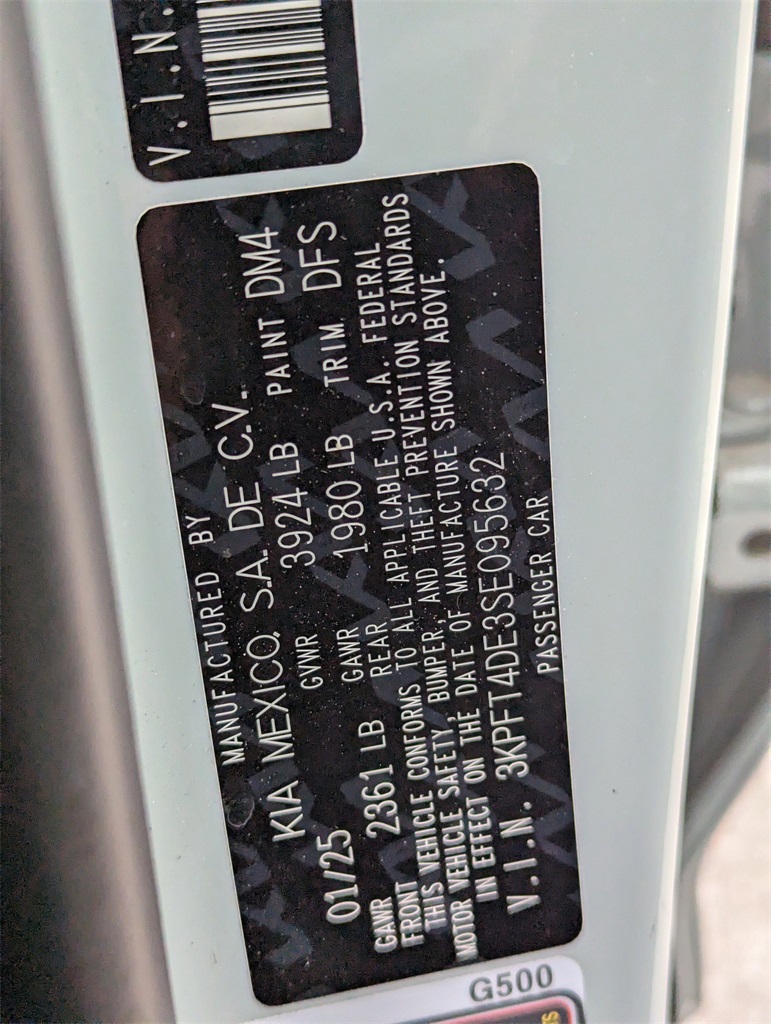 V.I.N.
MANUFACTURED BY
KIA MEXICO, S.A. DE C.V.
01/25 GVWR 3924 LB PAINT DM4
GAWR FRONT 2361 LB GAWR REAR 1980 LB TRIM DFS
THIS VEHICLE CONFORMS TO ALL APPLICABLE U.S.A. FEDERAL
MOTOR VEHICLE SAFETY, BUMPER, AND THEFT PREVENTION STANDARDS
IN EFFECT ON THE DATE OF MANUFACTURE SHOWN ABOVE.
V.I.N. 3KPFT4DE3SE095632
PASSENGER CAR
G500